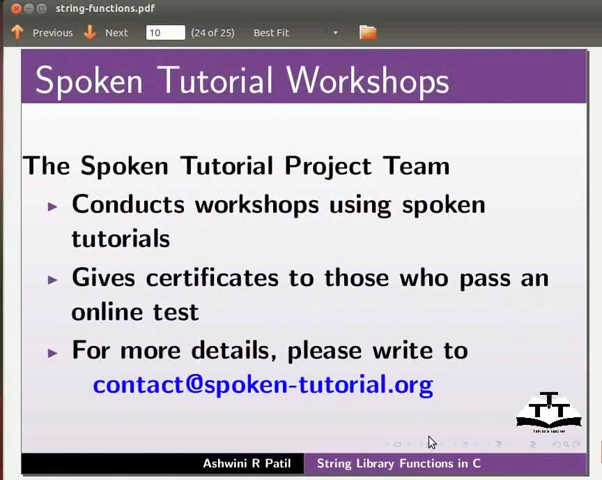 string-functions.pdf
Previous Next 10 (24 of 25) Best Fit
Spoken Tutorial Workshops
The Spoken Tutorial Project Team
Conducts workshops using spoken
tutorials
Gives certificates to those who pass an
online test
For more details, please write to
contact@spoken-tutorial.org
Ashwini R Patil String Library Functions in C